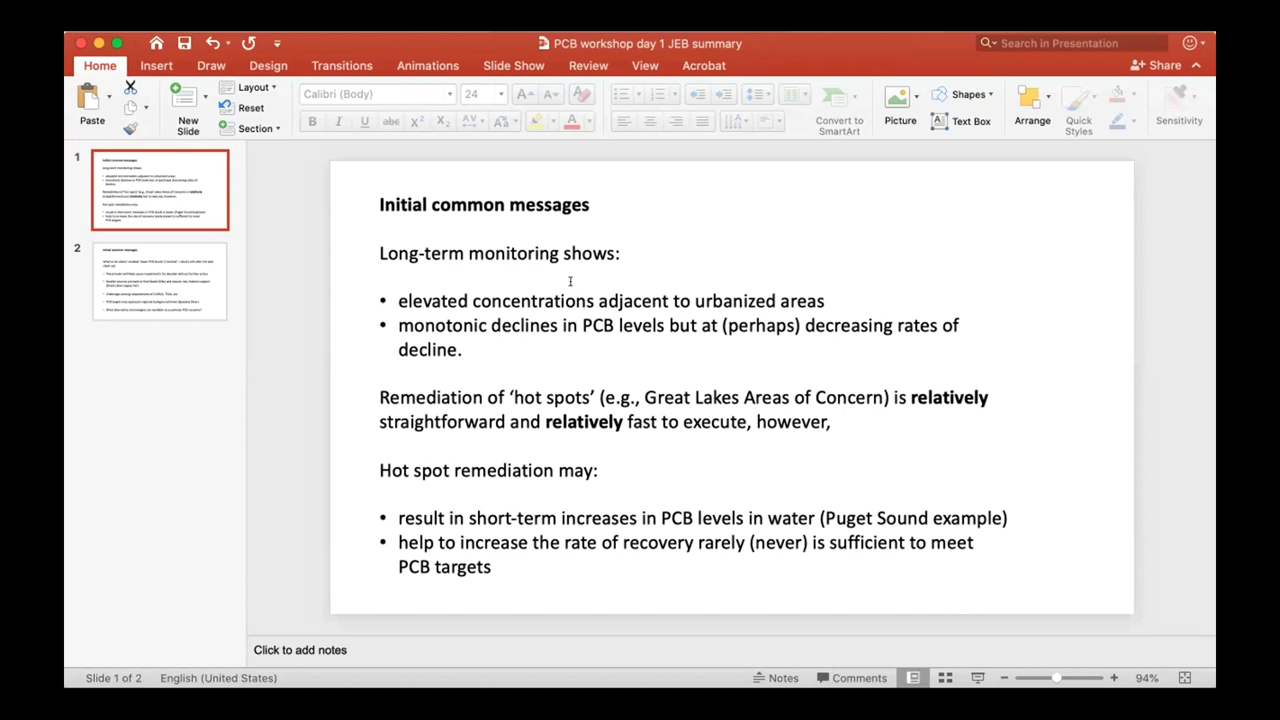 PCB workshop day 1 JEB summary
Search in Presentation
Home Insert Draw Design Transitions Animations Slide Show Review View Acrobat Share
Paste
New Slide
Layout
Reset
Section
Calibri (Body) 24
Convert to SmartArt
Picture
Shapes
Text Box
Arrange
Quick Styles
Sensitivity
1
2
Initial common messages
Long-term monitoring shows:
• elevated concentrations adjacent to urbanized areas
• monotonic declines in PCB levels but at (perhaps) decreasing rates of
decline.
Remediation of ‘hot spots’ (e.g., Great Lakes Areas of Concern) is relatively
straightforward and relatively fast to execute, however,
Hot spot remediation may:
• result in short-term increases in PCB levels in water (Puget Sound example)
• help to increase the rate of recovery rarely (never) is sufficient to meet
PCB targets
Click to add notes
Slide 1 of 2 English (United States) Notes Comments 94%